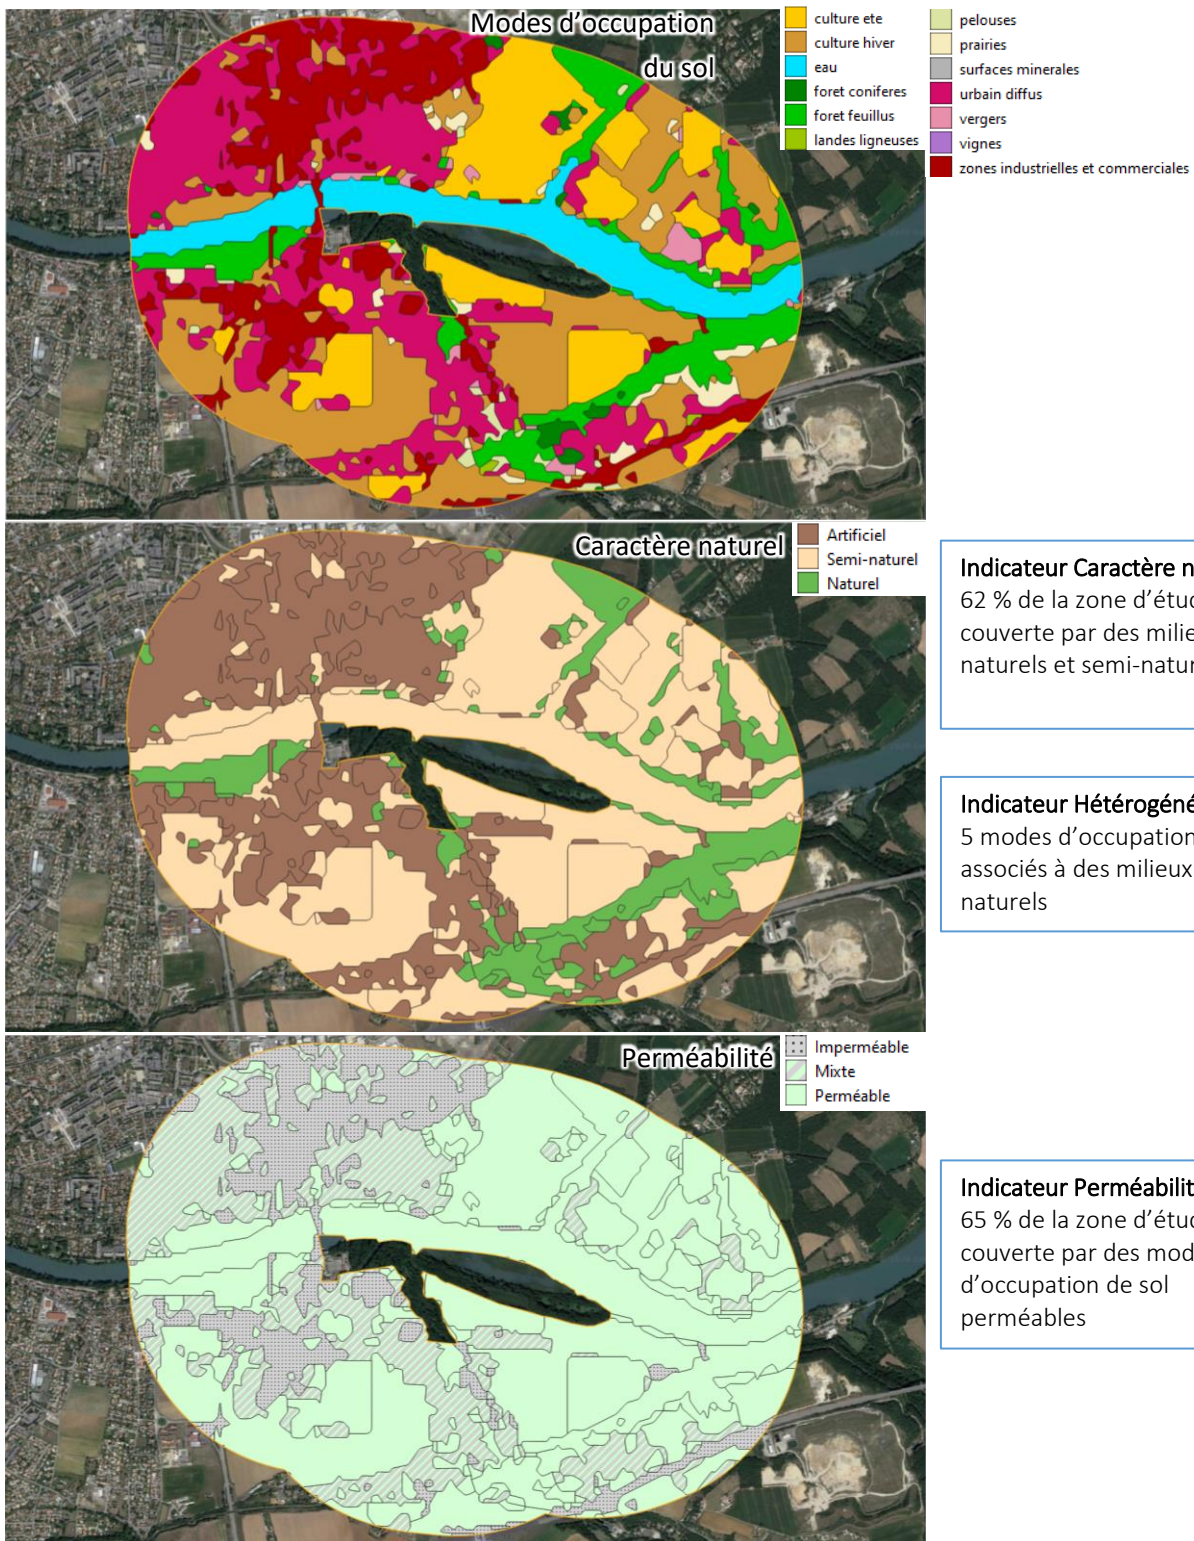 Modes d’occupation
du sol
culture ete
culture hiver
eau
foret coniferes
foret feuillus
landes ligneuses
pelouses
prairies
surfaces minerales
urbain diffus
vergers
vignes
zones industrielles et commerciales
Caractère naturel
Artificiel
Semi-naturel
Naturel
Indicateur Caractère n
62 % de la zone d’étu
couverte par des milie
naturels et semi-natur
Indicateur Hétérogéné
5 modes d’occupation
associés à des milieux
naturels
Perméabilité
Imperméable
Mixte
Perméable
Indicateur Perméabilit
65 % de la zone d’étu
couverte par des mod
d’occupation de sol
perméables